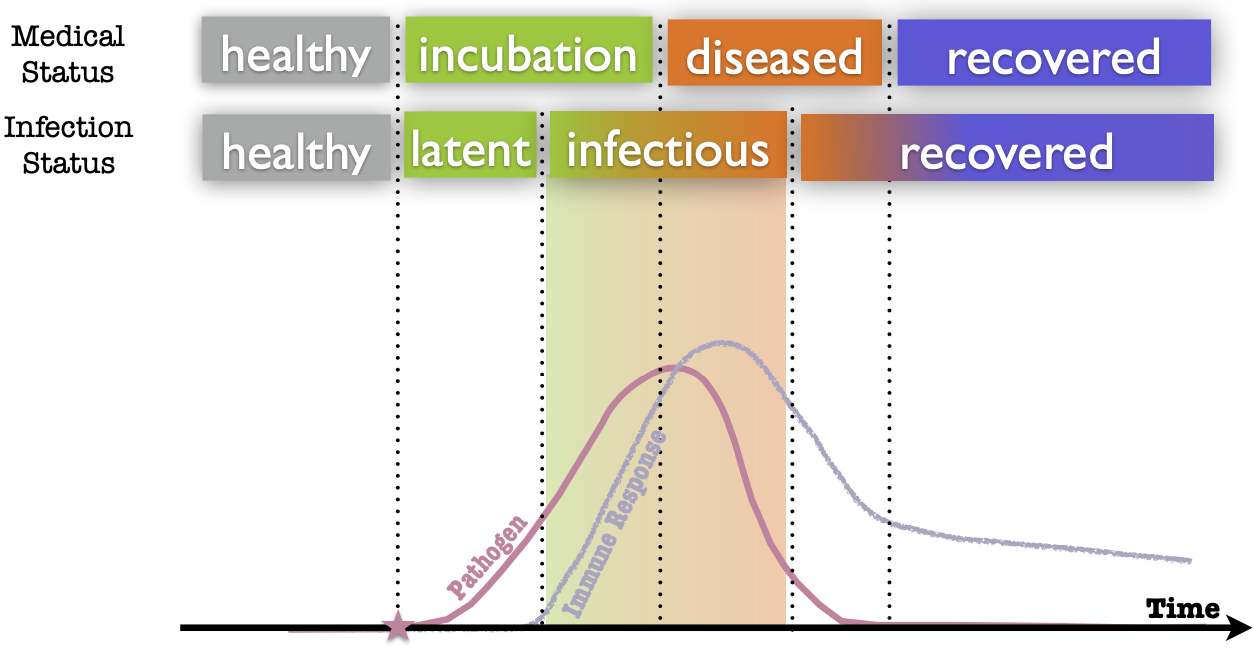 Medical
Status
healthy
incubation
diseased
recovered
Infection
Status
healthy
latent
infectious
recovered
Pathogen
Immune Response
Time